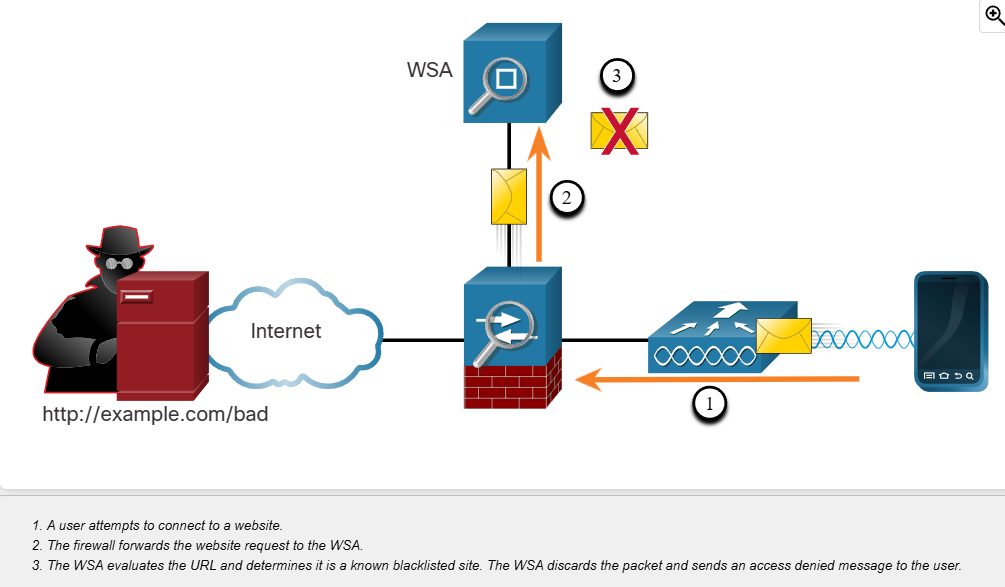 WSA
3
2
Internet
http://example.com/bad
1
1. A user attempts to connect to a website.
2. The firewall forwards the website request to the WSA.
3. The WSA evaluates the URL and determines it is a known blacklisted site. The WSA discards the packet and sends an access denied message to the user.